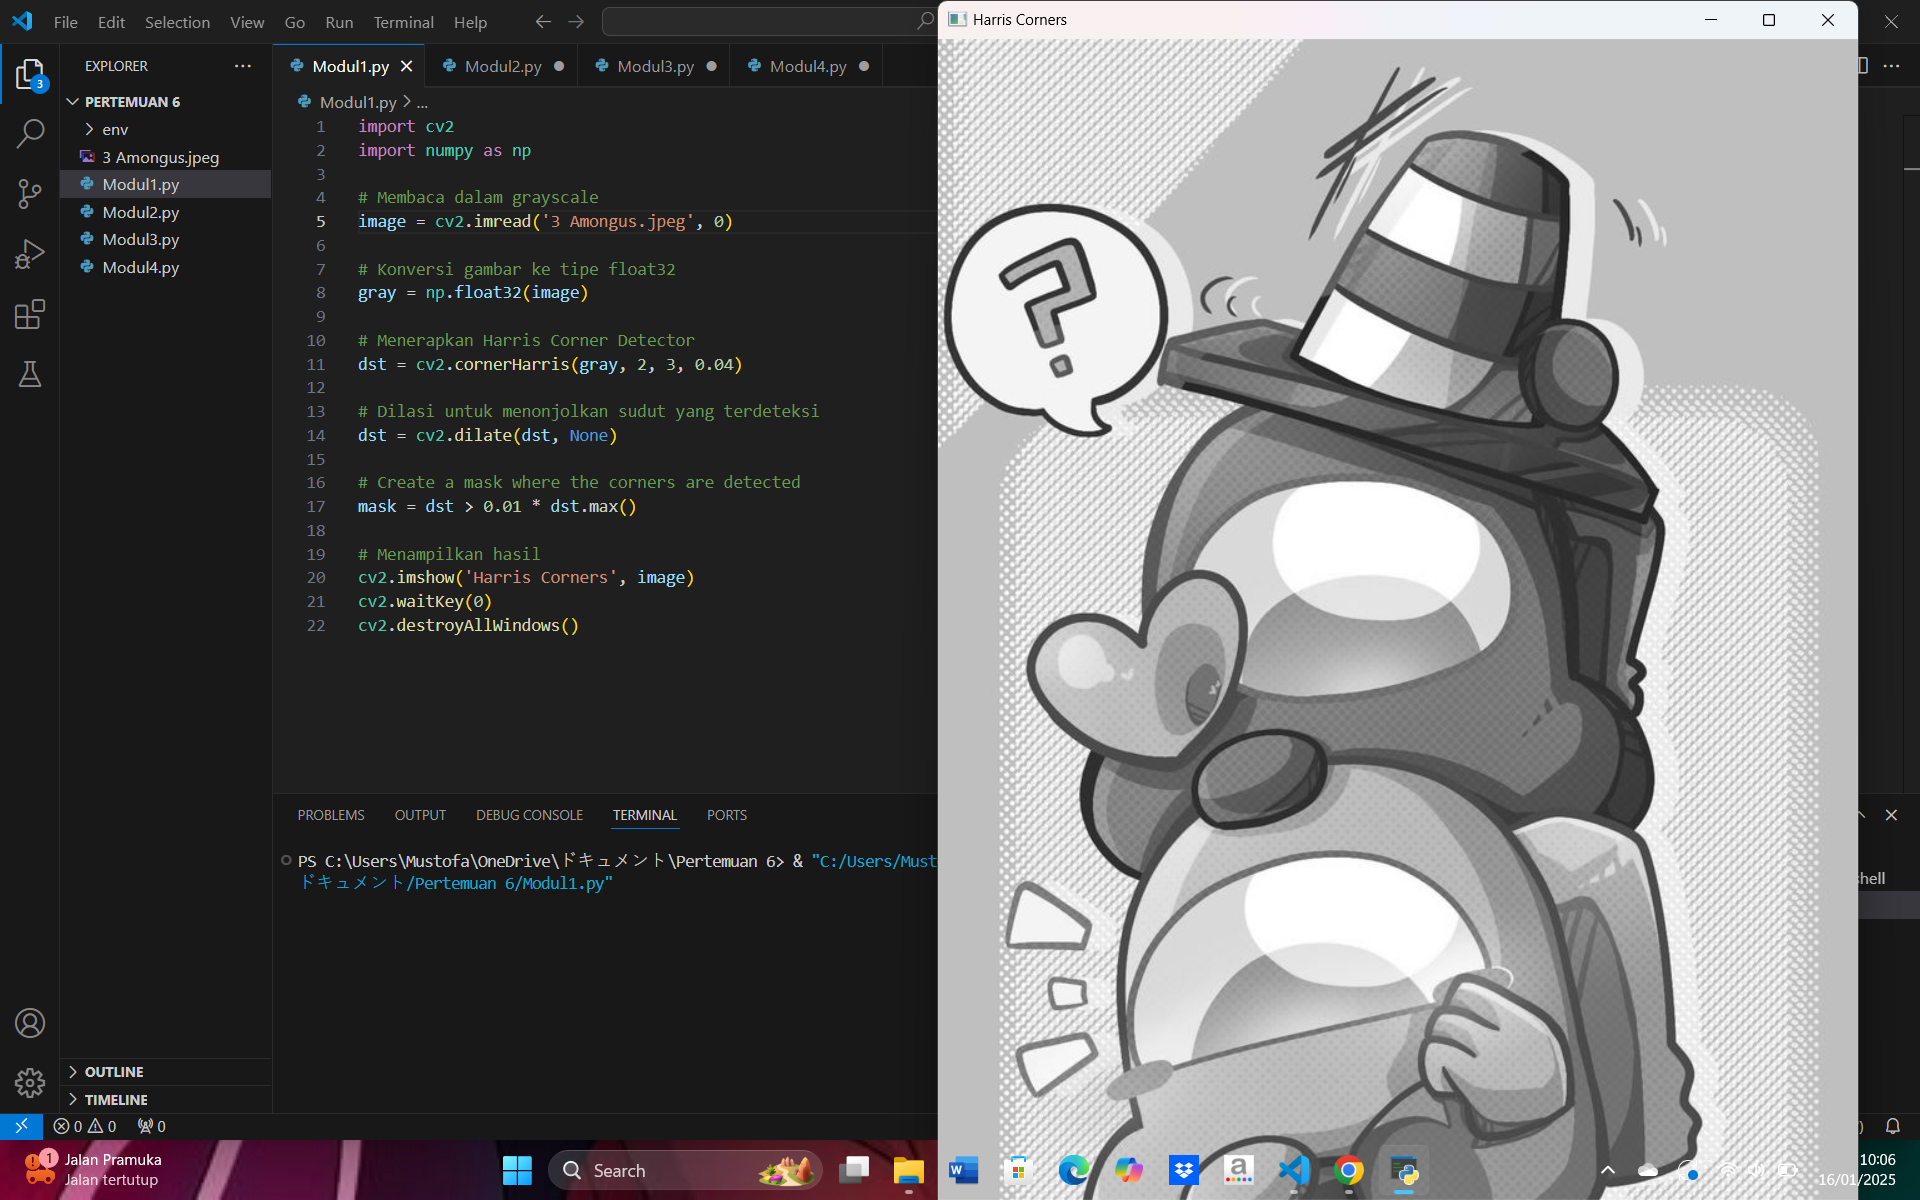 File Edit Selection View Go Run Terminal Help
Harris Corners
EXPLORER
Modul1.py
Modul2.py
Modul3.py
Modul4.py
PERTEMUAN 6
env
3 Amongus.jpeg
Modul1.py
Modul2.py
Modul3.py
Modul4.py
3
Modul1.py > ...
1 import cv2
2 import numpy as np
3
4 # Membaca dalam grayscale
5 image = cv2.imread('3 Amongus.jpeg', 0)
6
7 # Konversi gambar ke tipe float32
8 gray = np.float32(image)
9
10 # Menerapkan Harris Corner Detector
11 dst = cv2.cornerHarris(gray, 2, 3, 0.04)
12
13 # Dilasi untuk menonjolkan sudut yang terdeteksi
14 dst = cv2.dilate(dst, None)
15
16 # Create a mask where the corners are detected
17 mask = dst > 0.01 * dst.max()
18
19 # Menampilkan hasil
20 cv2.imshow('Harris Corners', image)
21 cv2.waitKey(0)
22 cv2.destroyAllWindows()
?
PROBLEMS OUTPUT DEBUG CONSOLE TERMINAL PORTS
PS C:\Users\Mustofa\OneDrive\ドキュメント\Pertemuan 6> & "C:/Users/Must
ドキュメント/Pertemuan 6/Modul1.py"
shell
OUTLINE
TIMELINE
0 0 0
1
Jalan Pramuka
Jalan tertutup
Search
10:06
16/01/2025